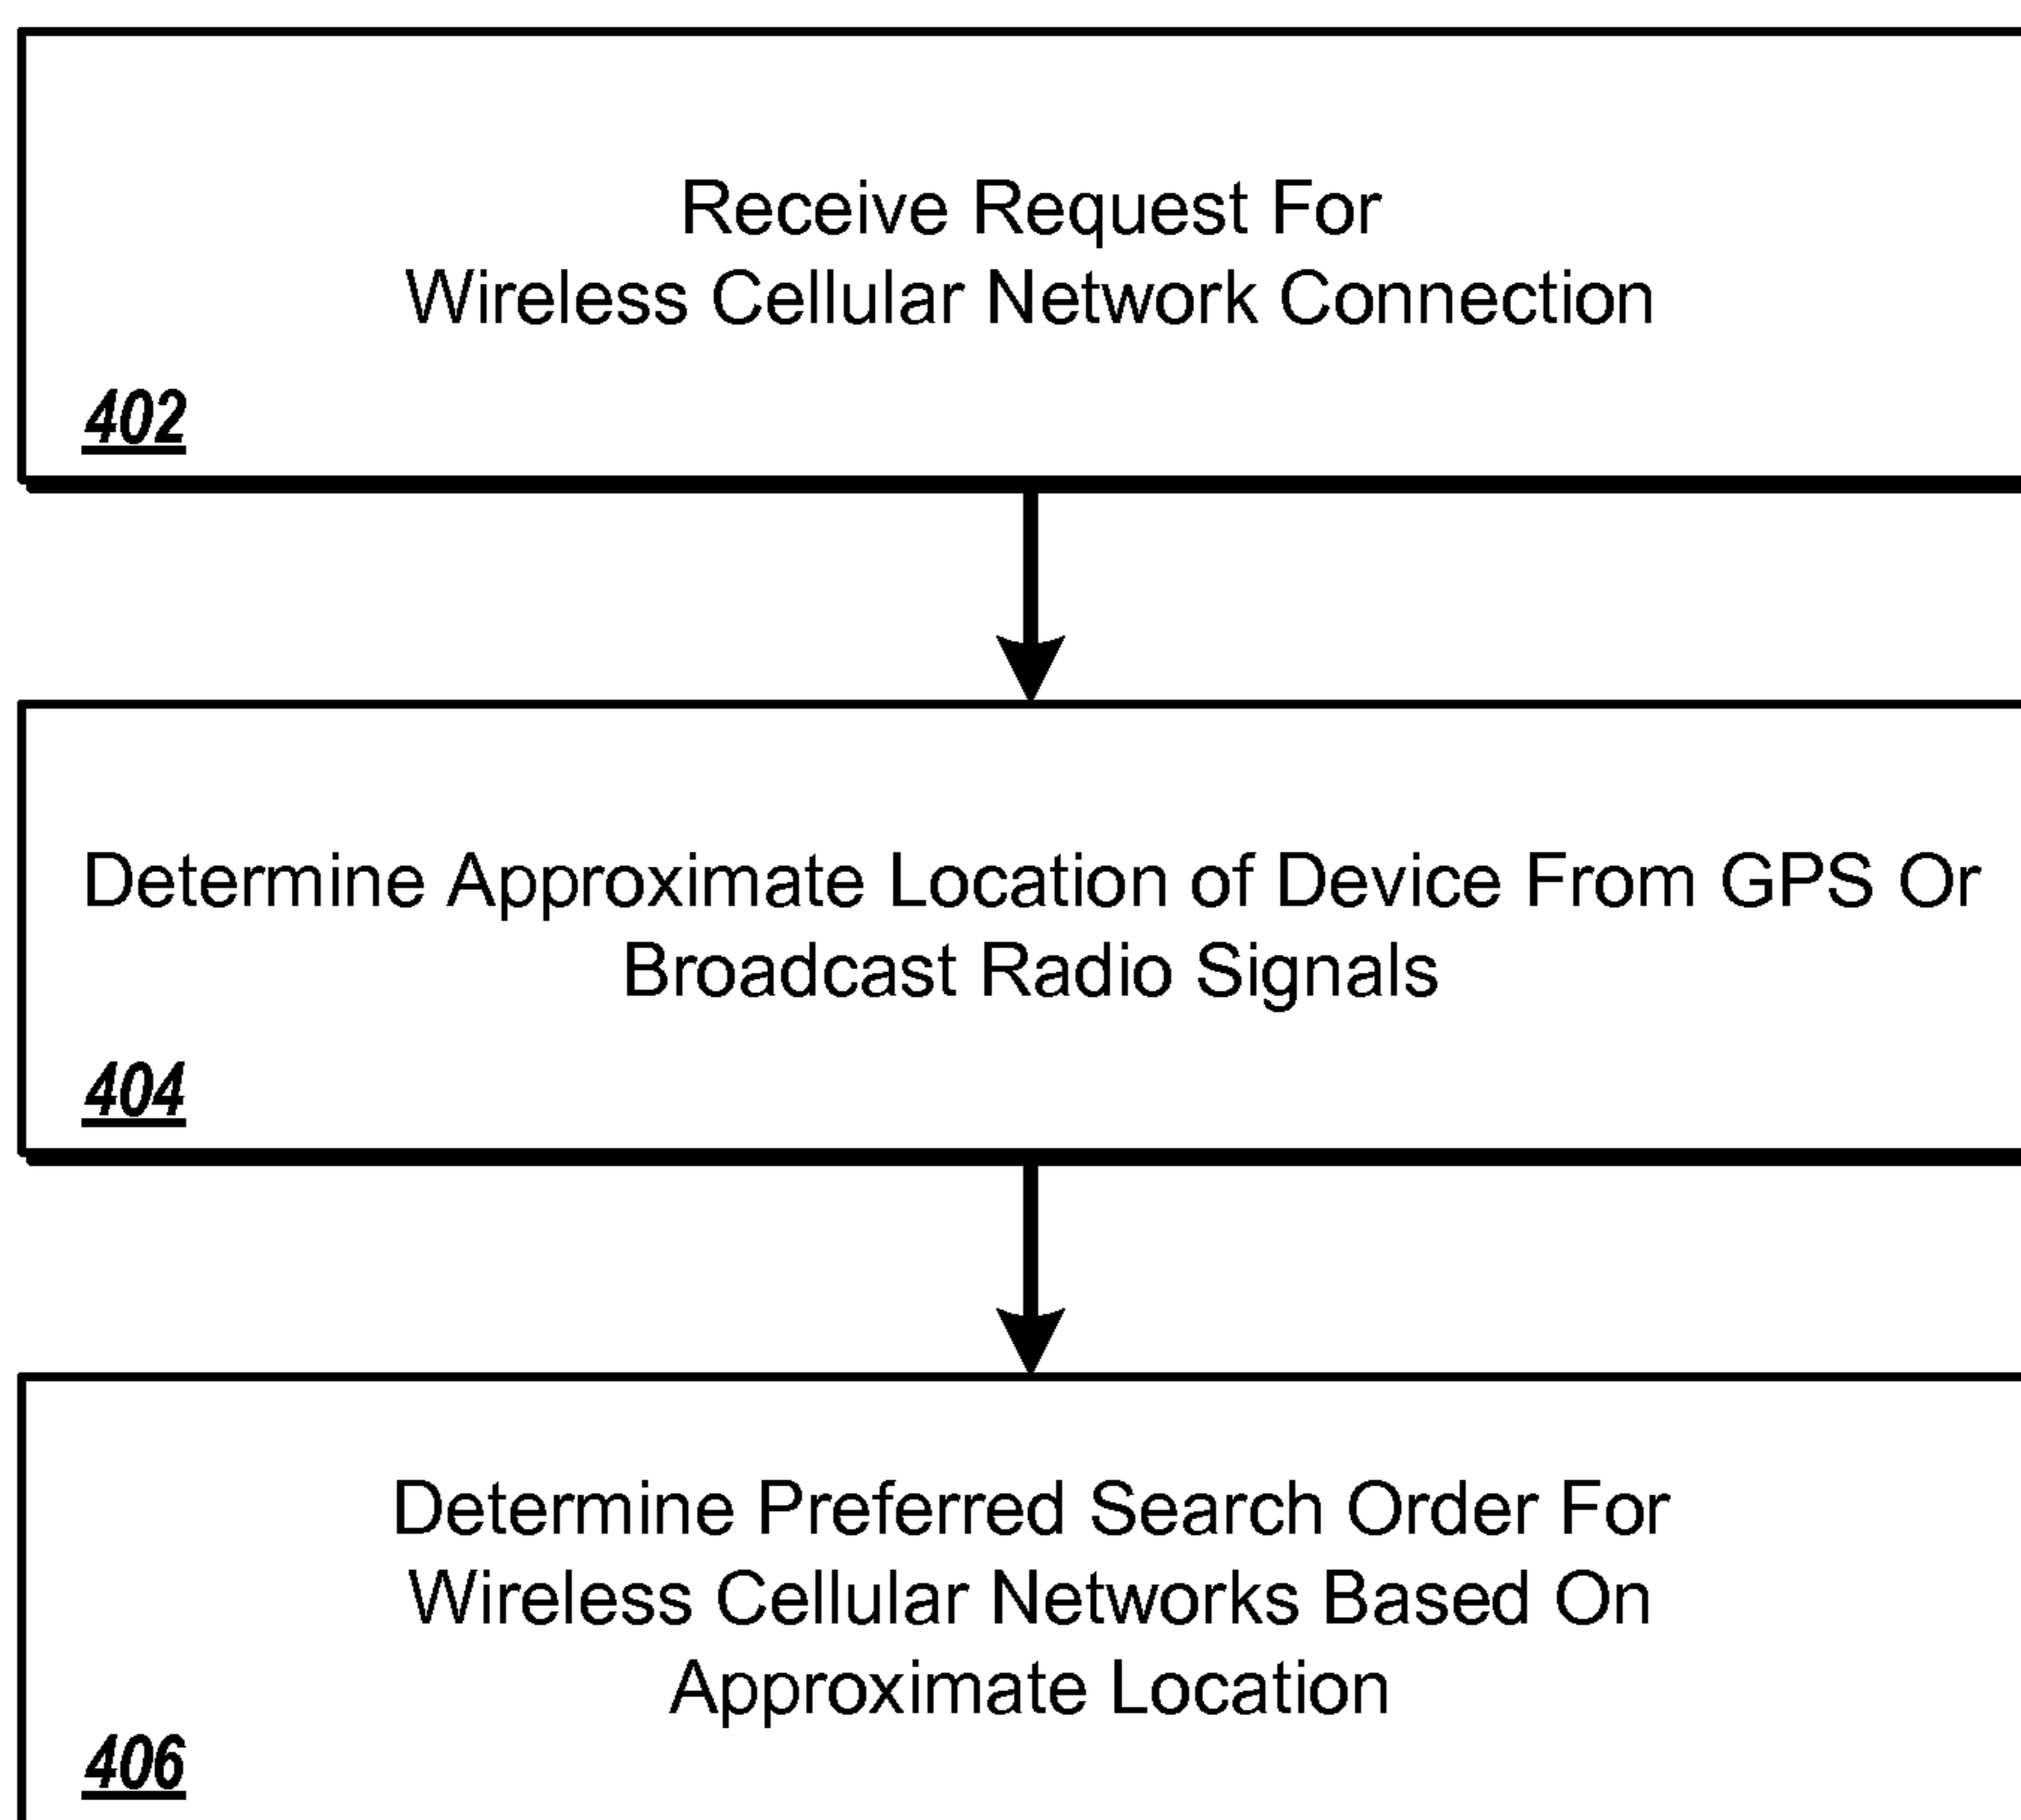 Receive Request For
Wireless Cellular Network Connection
402
Determine Approximate Location of Device From GPS Or
Broadcast Radio Signals
404
Determine Preferred Search Order For
Wireless Cellular Networks Based On
Approximate Location
406